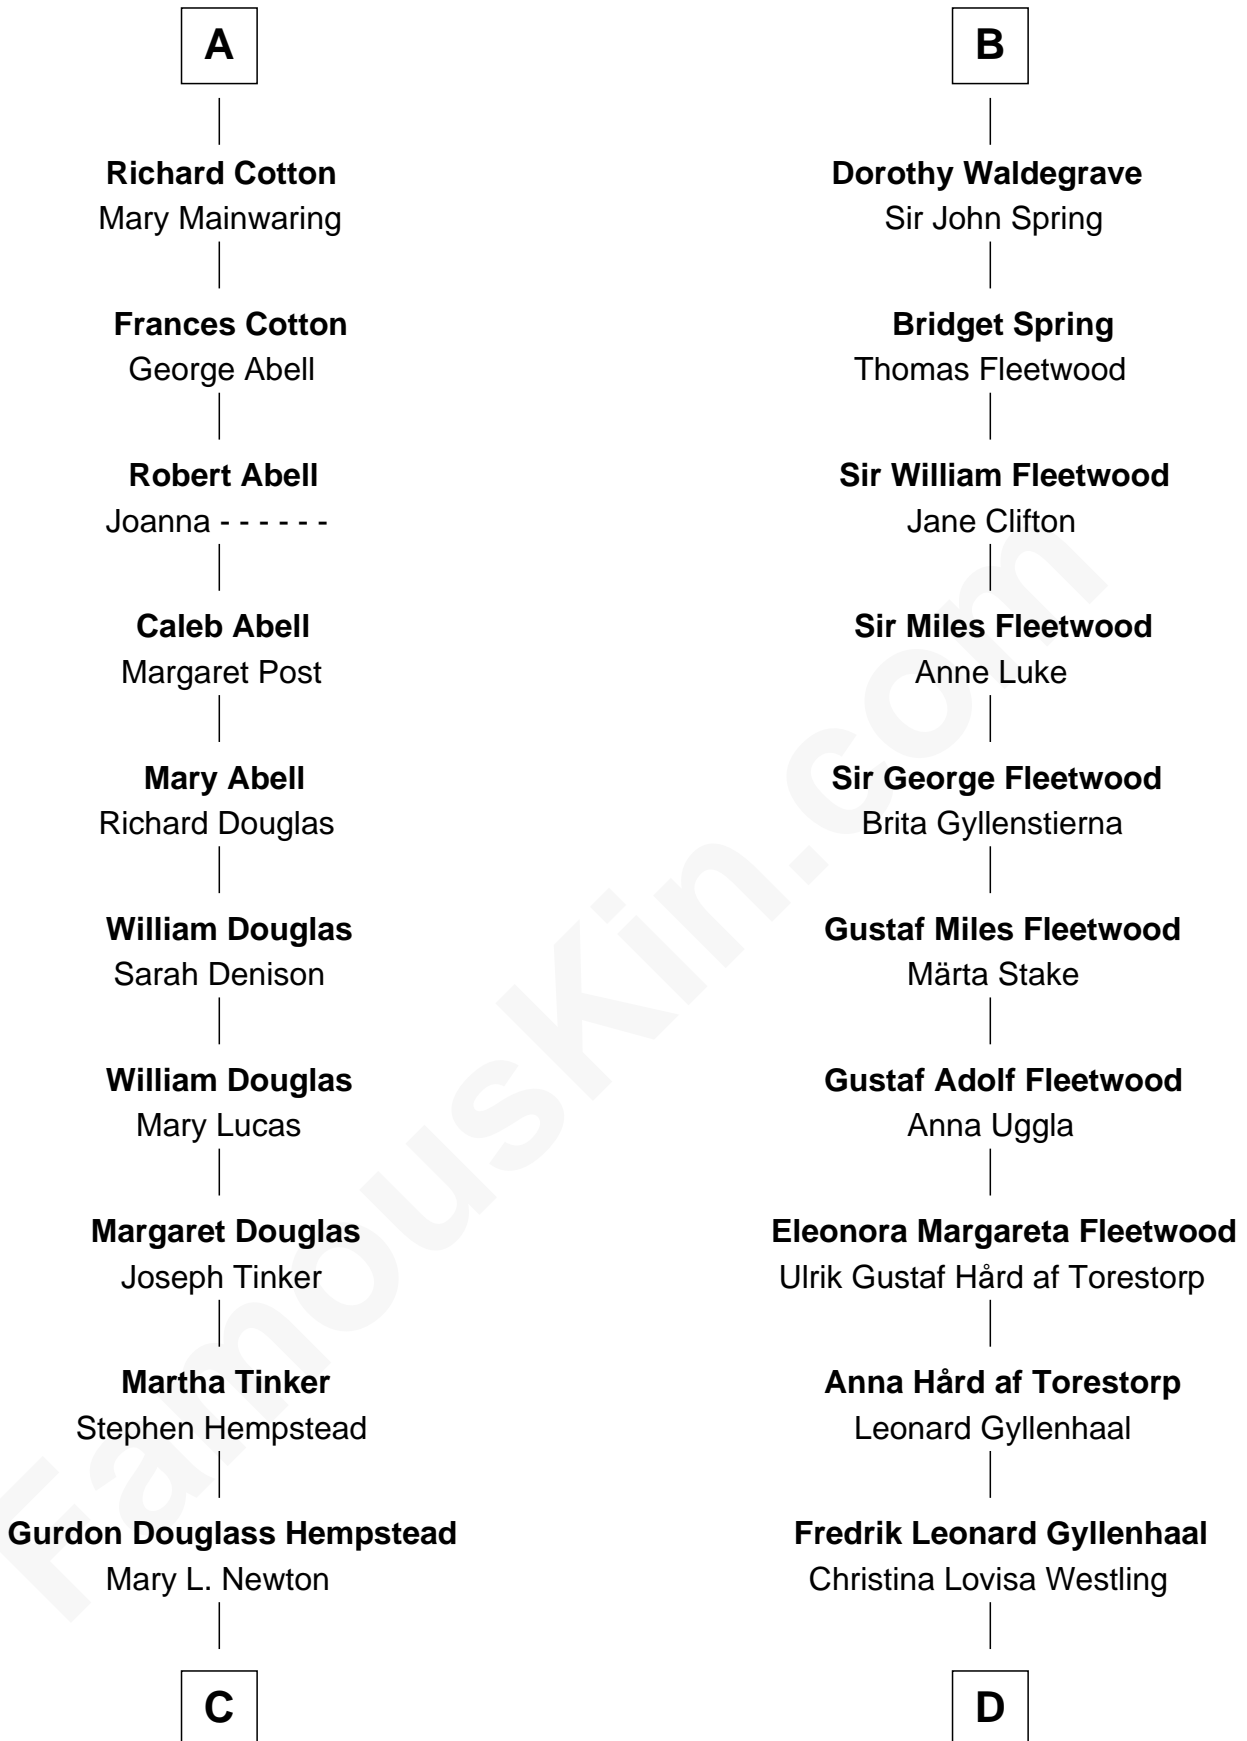 A
Richard Cotton
Mary Mainwaring
Frances Cotton
George Abell
Robert Abell
Joanna - - - - - -
Caleb Abell
Margaret Post
Mary Abell
Richard Douglas
William Douglas
Sarah Denison
William Douglas
Mary Lucas
Margaret Douglas
Joseph Tinker
Martha Tinker
Stephen Hempstead
Gurdon Douglass Hempstead
Mary L. Newton
C
B
Dorothy Waldegrave
Sir John Spring
Bridget Spring
Thomas Fleetwood
Sir William Fleetwood
Jane Clifton
Sir Miles Fleetwood
Anne Luke
Sir George Fleetwood
Brita Gyllenstierna
Gustaf Miles Fleetwood
Märta Stake
Gustaf Adolf Fleetwood
Anna Uggla
Eleonora Margareta Fleetwood
Ulrik Gustaf Hård af Torestorp
Anna Hård af Torestorp
Leonard Gyllenhaal
Fredrik Leonard Gyllenhaal
Christina Lovisa Westling
D
FamousKin.com